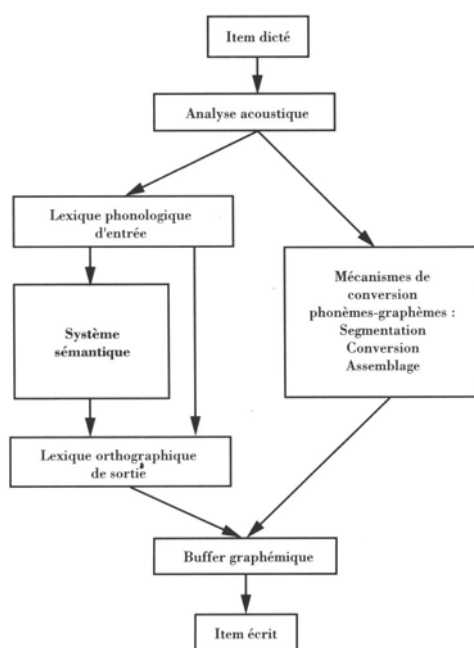 Item dicté
Analyse acoustique
Lexique phonologique
d'entrée
Mécanismes de
conversion
phonèmes-graphèmes :
Segmentation
Conversion
Assemblage
Système
sémantique
Lexique orthographique
de sortie
Buffer graphémique
Item écrit